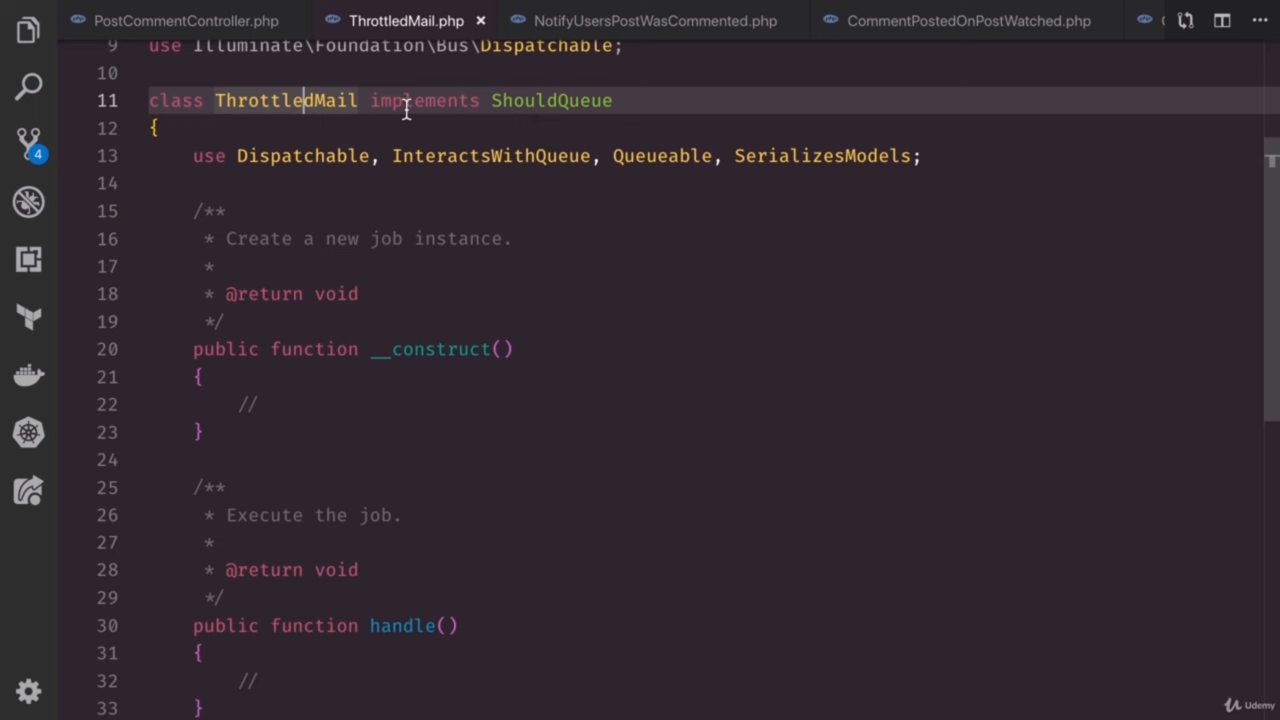 PostCommentController.php ThrottledMail.php × NotifyUsersPostWasCommented.php CommentPostedOnPostWatched.php
9 use Illuminate\Foundation\Bus\Dispatchable;
10
11 class ThrottledMail implements ShouldQueue
12 {
13 use Dispatchable, InteractsWithQueue, Queueable, SerializesModels;
14
15 /**
16 * Create a new job instance.
17 *
18 * @return void
19 */
20 public function __construct()
21 {
22 //
23 }
24
25 /**
26 * Execute the job.
27 *
28 * @return void
29 */
30 public function handle()
31 {
32 //
33 }
4
Udemy